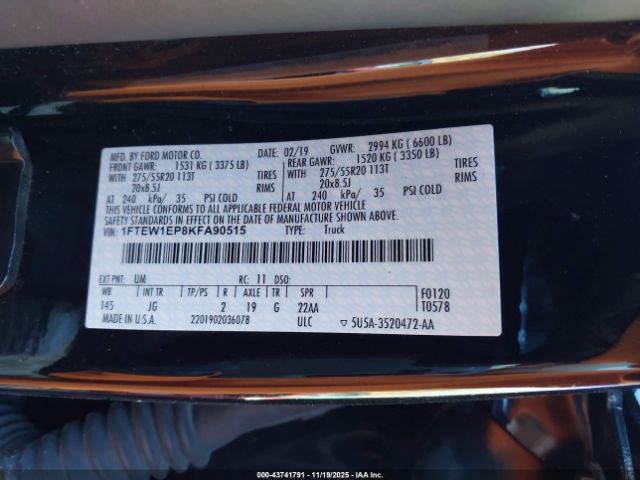 MFD. BY FORD MOTOR CO. DATE: 02/19 GVWR: 2994 KG ( 6600 LB)
FRONT GAWR: 1531 KG ( 3375 LB) REAR GAWR: 1520 KG ( 3350 LB)
WITH 275/55R20 113T TIRES WITH 275/55R20 113T TIRES
20x8.5J RIMS 20x8.5J RIMS
AT 240 kPa/ 35 PSI COLD AT 240 kPa/ 35 PSI COLD
THIS VEHICLE CONFORMS TO ALL APPLICABLE FEDERAL MOTOR VEHICLE
SAFETY STANDARDS IN EFFECT ON THE DATE OF MANUFACTURE SHOWN ABOVE.
VIN: 1FTEW1EP8KFA90515 TYPE: Truck
EXT PNT: UM RC: 11 DSO:
WB INT TR TP/PS R AXLE TR SPR F0120
145 JG 2 19 G 22AA T0578
MADE IN U.S.A. 2201902036078 ULC ▽ 5U5A-3520472-AA
000-43741791 - 11/19/2025 - IAA